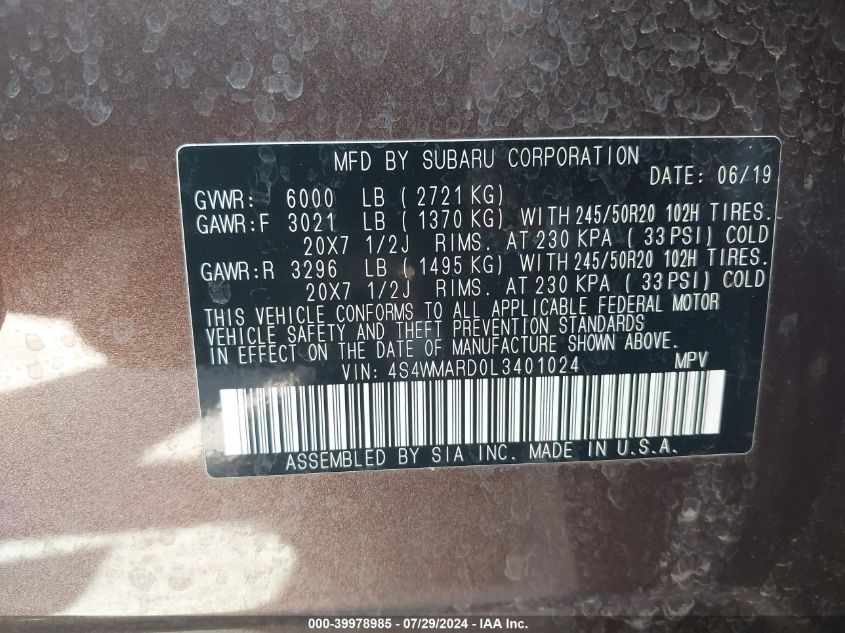 MFD BY SUBARU CORPORATION
DATE: 06/19
GVWR: 6000 LB ( 2721 KG)
GAWR:F 3021 LB ( 1370 KG) WITH 245/50R20 102H TIRES.
20X7 1/2J RIMS. AT 230 KPA ( 33 PSI) COLD
GAWR:R 3296 LB ( 1495 KG) WITH 245/50R20 102H TIRES.
20X7 1/2J RIMS. AT 230 KPA ( 33 PSI) COLD
THIS VEHICLE CONFORMS TO ALL APPLICABLE FEDERAL MOTOR
VEHICLE SAFETY AND THEFT PREVENTION STANDARDS
IN EFFECT ON THE DATE OF MANUFACTURE SHOWN ABOVE.
VIN: 4S4WMARD0L3401024 MPV
ASSEMBLED BY SIA INC. MADE IN U.S.A.
000-39978985 - 07/29/2024 - IAA, Inc.